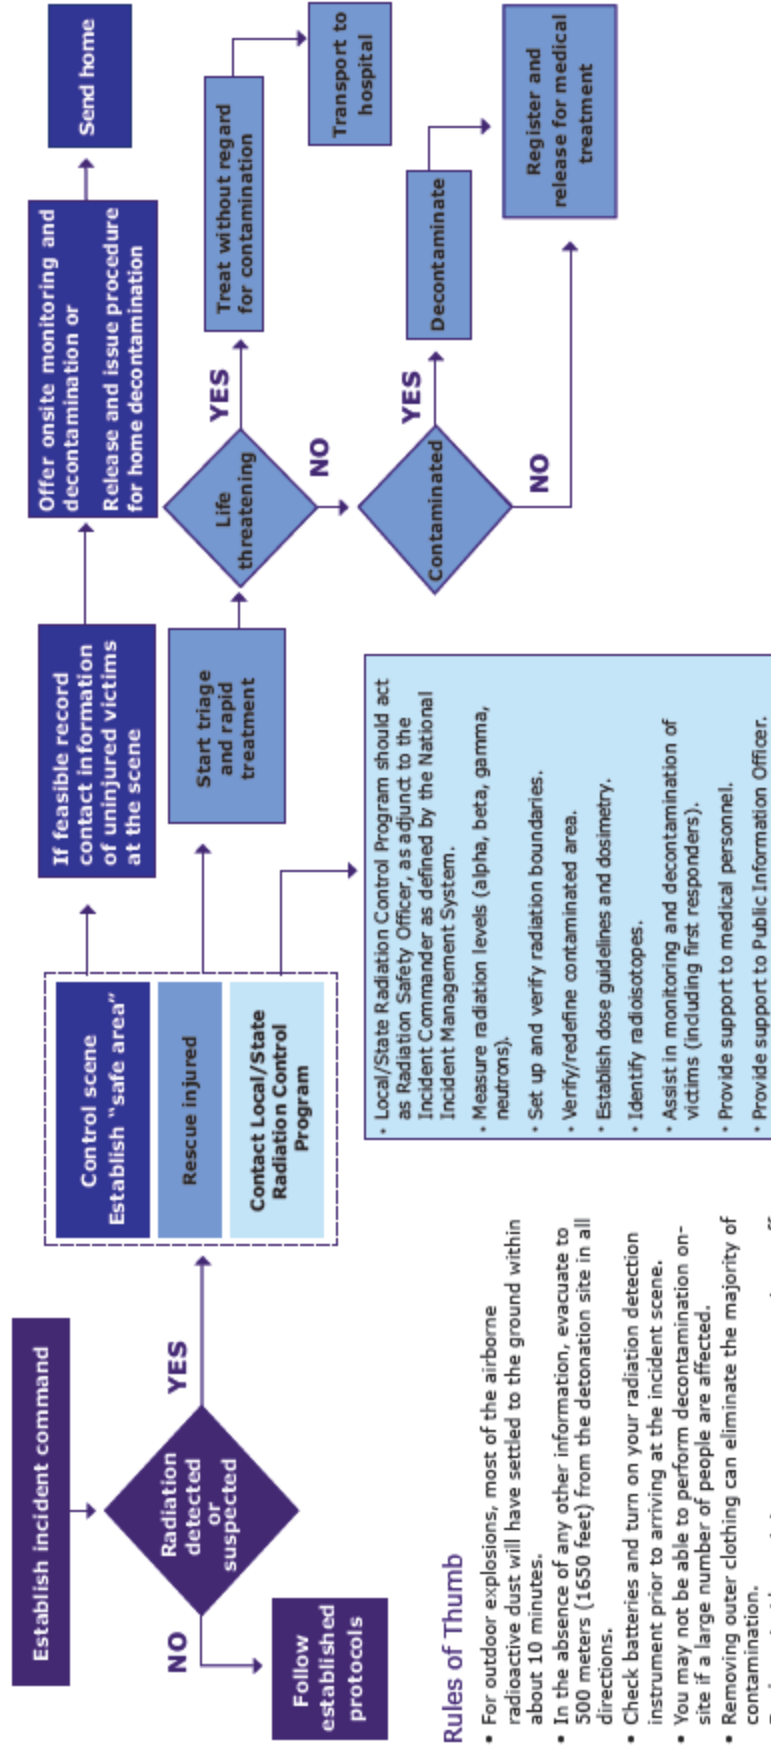 Establish incident command
Radiation
detected
or
suspected
NO
YES
Follow
established
protocols
Control scene
Establish “safe area”
Rescue injured
Contact Local/State
Radiation Control
Program
If feasible record
contact information
of uninjured victims
at the scene
Offer onsite monitoring and
decontamination or
Release and issue procedure
for home decontamination
Send home
Start triage
and rapid
treatment
Life
threatening
YES
Treat without regard
for contamination
Transport to
hospital
NO
Contaminated
YES
Decontaminate
NO
Register and
release for medical
treatment
• Local/State Radiation Control Program should act
as Radiation Safety Officer, as adjunct to the
Incident Commander as defined by the National
Incident Management System.
• Measure radiation levels (alpha, beta, gamma,
neutrons).
• Set up and verify radiation boundaries.
• Verify/redefine contaminated area.
• Establish dose guidelines and dosimetry.
• Identify radioisotopes.
• Assist in monitoring and decontamination of
victims (including first responders).
• Provide support to medical personnel.
• Provide support to Public Information Officer.
Rules of Thumb
• For outdoor explosions, most of the airborne
radioactive dust will have settled to the ground within
about 10 minutes.
• In the absence of any other information, evacuate to
500 meters (1650 feet) from the detonation site in all
directions.
• Check batteries and turn on your radiation detection
instrument prior to arriving at the incident scene.
• You may not be able to perform decontamination on-
site if a large number of people are affected.
• Removing outer clothing can eliminate the majority of
contamination.